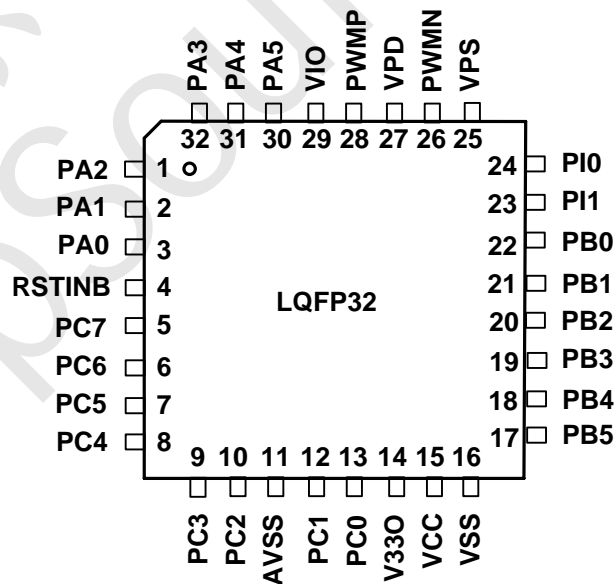 PA3 PA4 PA5 VIO PWMP VPD PWMN VPS
32 31 30 29 28 27 26 25
PA2 1 24 PI0
PA1 2 23 PI1
PA0 3 22 PB0
RSTINB 4 21 PB1
PC7 5 20 PB2
PC6 6 19 PB3
PC5 7 18 PB4
PC4 8 17 PB5
LQFP32
9 10 11 12 13 14 15 16
PC3 PC2 AVSS PC1 PC0 V33O VCC VSS